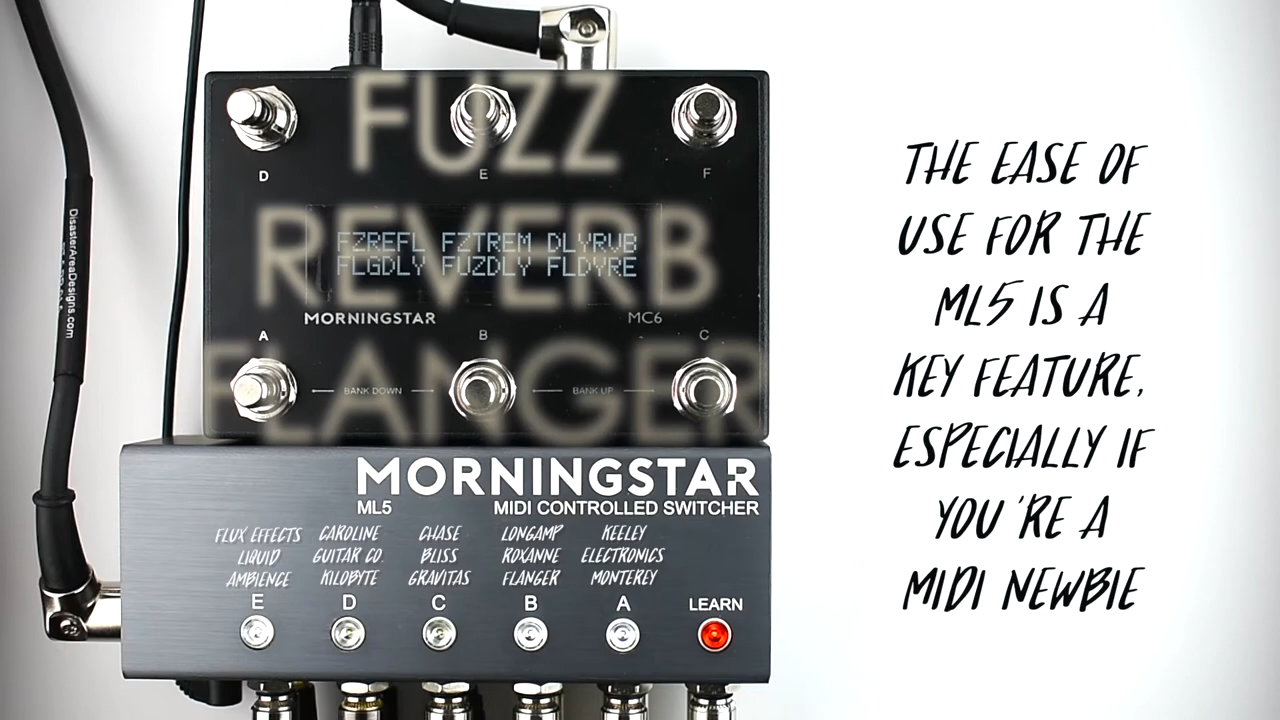 FUZZ
D E F
REVERB
FZREFL FZTREM DLYRVB
FLGDLY FUZDLY FLDYRE
MORNINGSTAR MC6
A B C
FLANGER
BANK DOWN BANK UP
DisasterAreaDesigns.com
MORNINGSTAR
ML5 MIDI CONTROLLED SWITCHER
FLUX EFFECTS LIQUID AMBIENCE
CAROLINE GUITAR CO. KILOBYTE
CHASE BLISS GRAVITAS
LONGAMP ROXANNE FLANGER
KEELEY ELECTRONICS MONTEREY
E D C B A LEARN
THE EASE OF
USE FOR THE
ML5 IS A
KEY FEATURE,
ESPECIALLY IF
YOU'RE A
MIDI NEWBIE